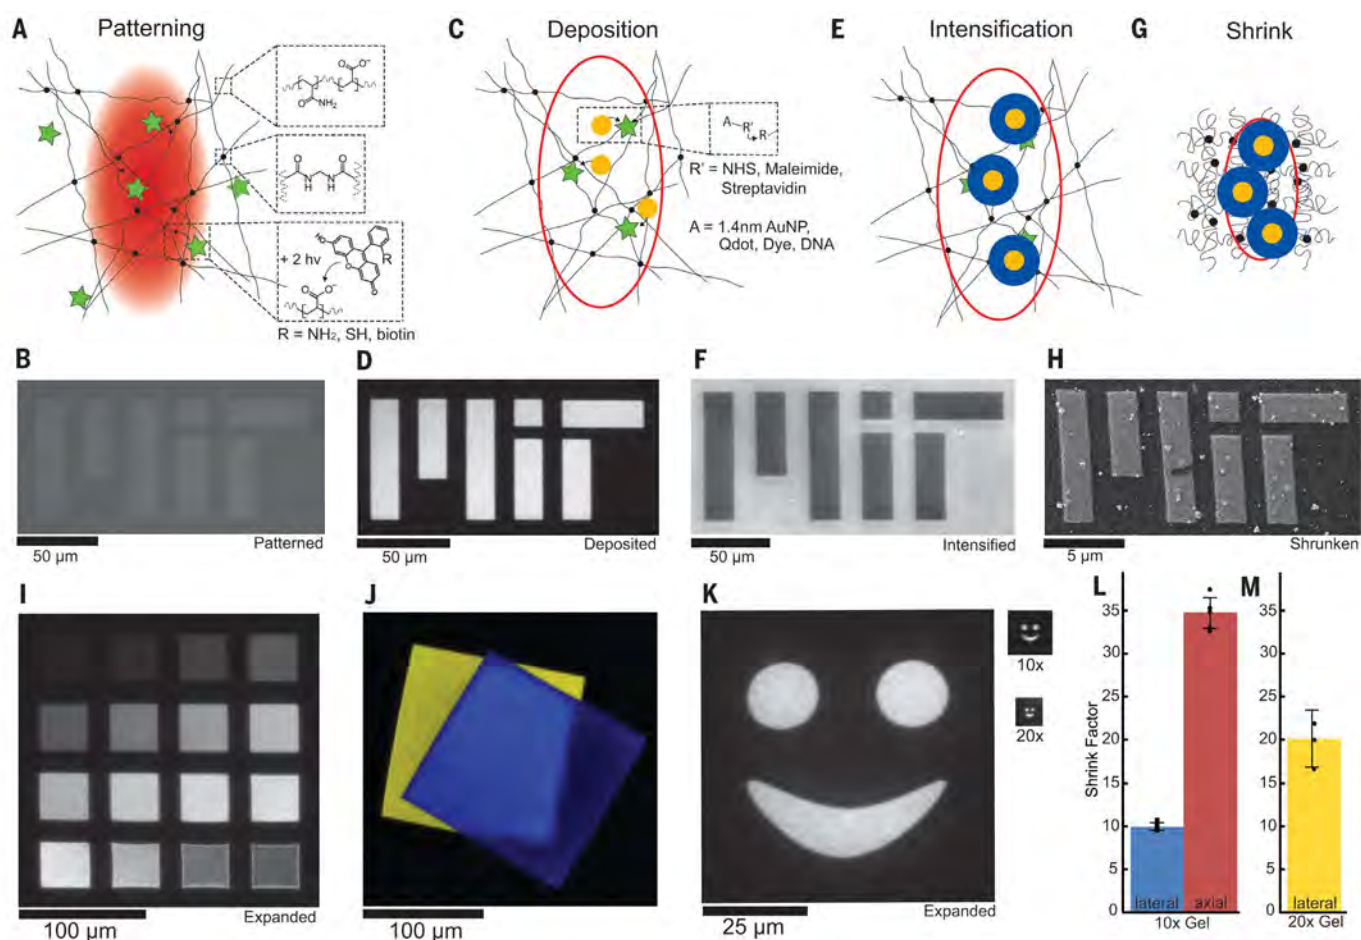 A Patterning
NH₂
+ 2 hv
R
R = NH₂, SH, biotin
C Deposition
A
R'
R
R' = NHS, Maleimide,
Streptavidin
A = 1.4nm AuNP,
Qdot, Dye, DNA
E Intensification
G Shrink
B
50 μm
Patterned
D
50 μm
Deposited
F
50 μm
Intensified
H
5 μm
Shrunken
I
100 μm
Expanded
J
100 μm
K
25 μm
Expanded
10x
20x
L
Shrink Factor
35
30
25
20
15
10
5
0
lateral
axial
10x Gel
M
35
30
25
20
15
10
5
0
lateral
20x Gel